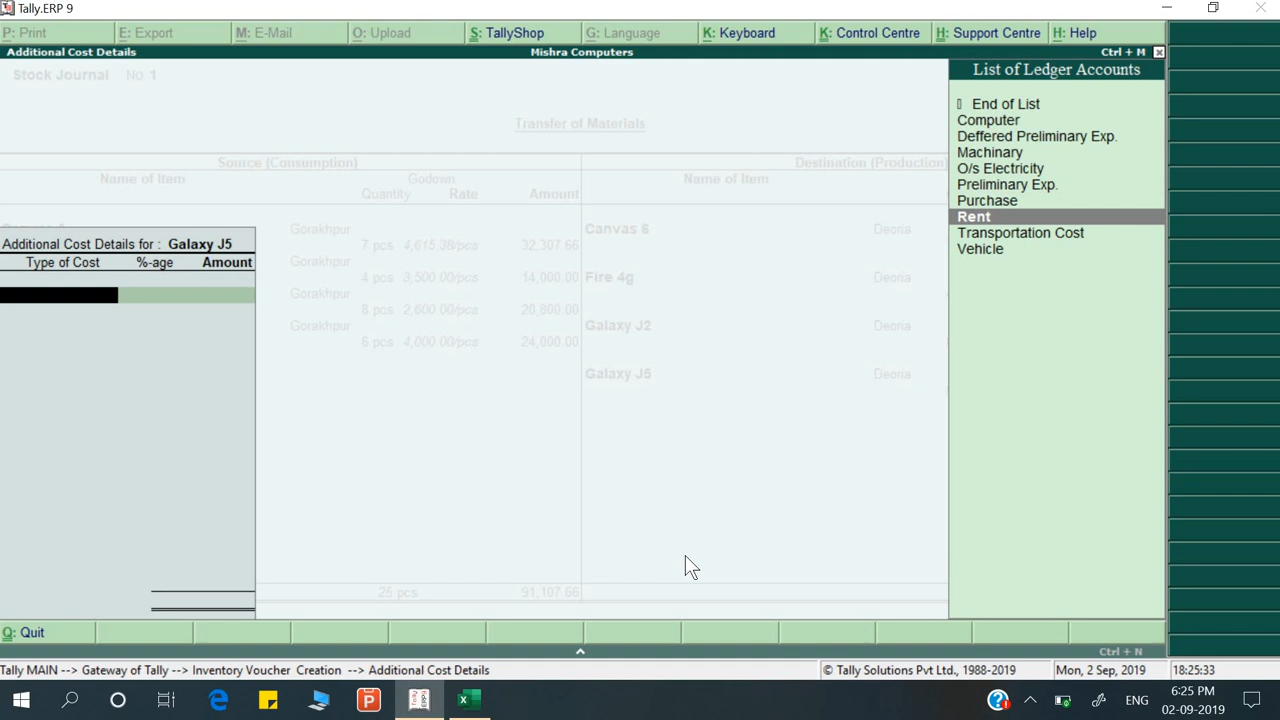 Tally.ERP 9
P: Print E: Export M: E-Mail O: Upload S: TallyShop G: Language K: Keyboard K: Control Centre H: Support Centre H: Help
Additional Cost Details Mishra Computers Ctrl + M
Stock Journal No. 1
List of Ledger Accounts
End of List
Computer
Deffered Preliminary Exp.
Machinary
O/s Electricity
Preliminary Exp.
Purchase
Rent
Transportation Cost
Vehicle
Transfer of Materials
Source (Consumption) Destination (Production)
Name of Item Godown Name of Item
Quantity Rate Amount
Gorakhpur Canvas 6 Deoria
7 pcs 4,615.38/pcs 32,307.66
Gorakhpur
4 pcs 3,500.00/pcs 14,000.00 Fire 4g Deoria
Gorakhpur
8 pcs 2,600.00/pcs 20,800.00
Gorakhpur Galaxy J2 Deoria
6 pcs 4,000.00/pcs 24,000.00
Galaxy J5 Deoria
Additional Cost Details for : Galaxy J5
Type of Cost %-age Amount
25 pcs 91,107.66
Q: Quit
Ctrl + N
Tally MAIN --> Gateway of Tally --> Inventory Voucher Creation --> Additional Cost Details © Tally Solutions Pvt Ltd., 1988-2019 Mon, 2 Sep, 2019 18:25:33
ENG
6:25 PM
02-09-2019